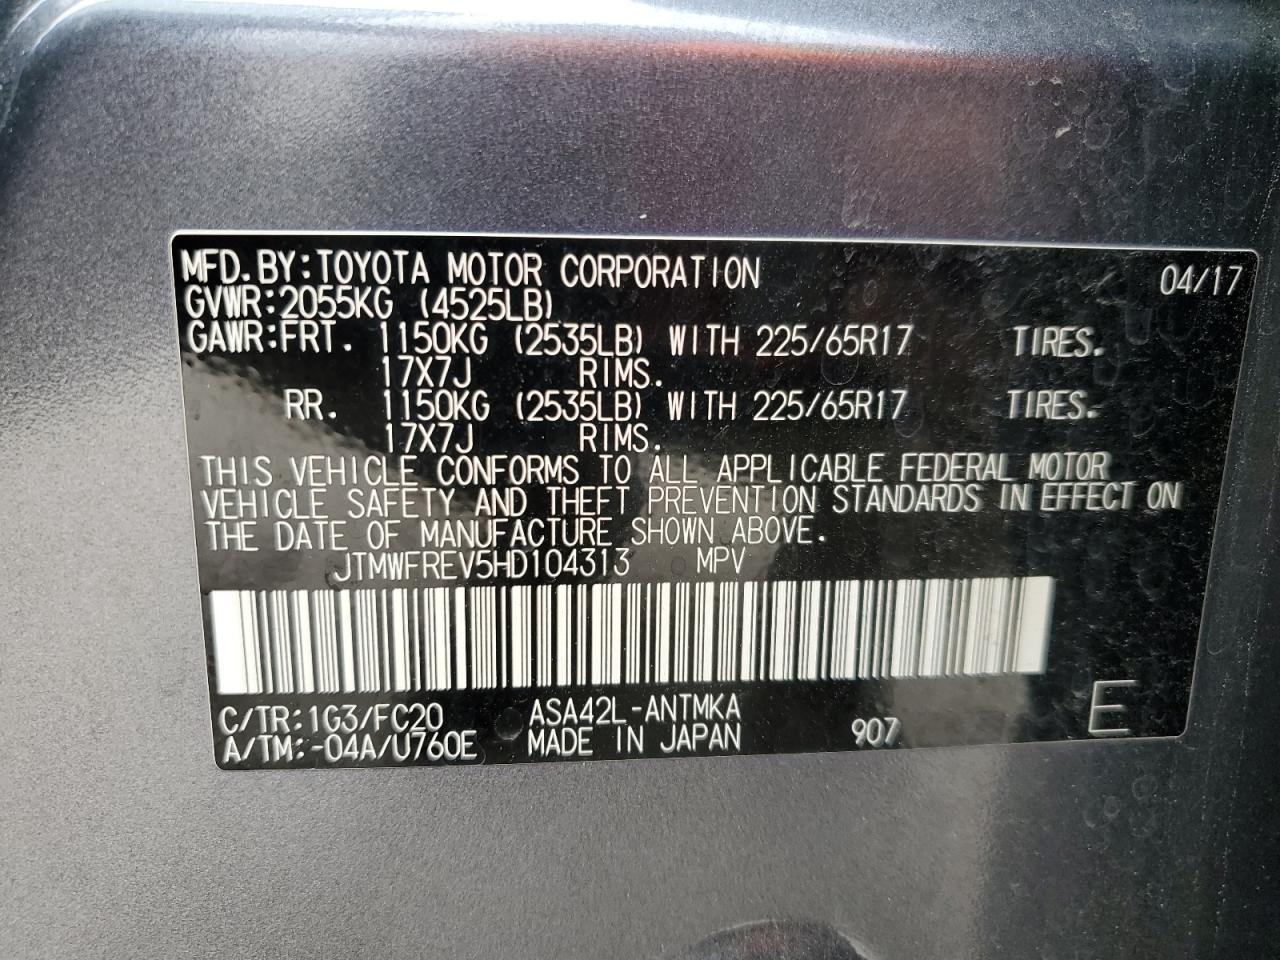 MFD.BY:TOYOTA MOTOR CORPORATION 04/17
GVWR:2055KG (4525LB)
GAWR:FRT. 1150KG (2535LB) WITH 225/65R17 TIRES.
17X7J RIMS.
RR. 1150KG (2535LB) WITH 225/65R17 TIRES.
17X7J RIMS.
THIS VEHICLE CONFORMS TO ALL APPLICABLE FEDERAL MOTOR
VEHICLE SAFETY AND THEFT PREVENTION STANDARDS IN EFFECT ON
THE DATE OF MANUFACTURE SHOWN ABOVE.
JTMWFREV5HD104313 MPV
C/TR:1G3/FC20 ASA42L-ANTMKA 907 E
A/TM:-04A/U760E MADE IN JAPAN